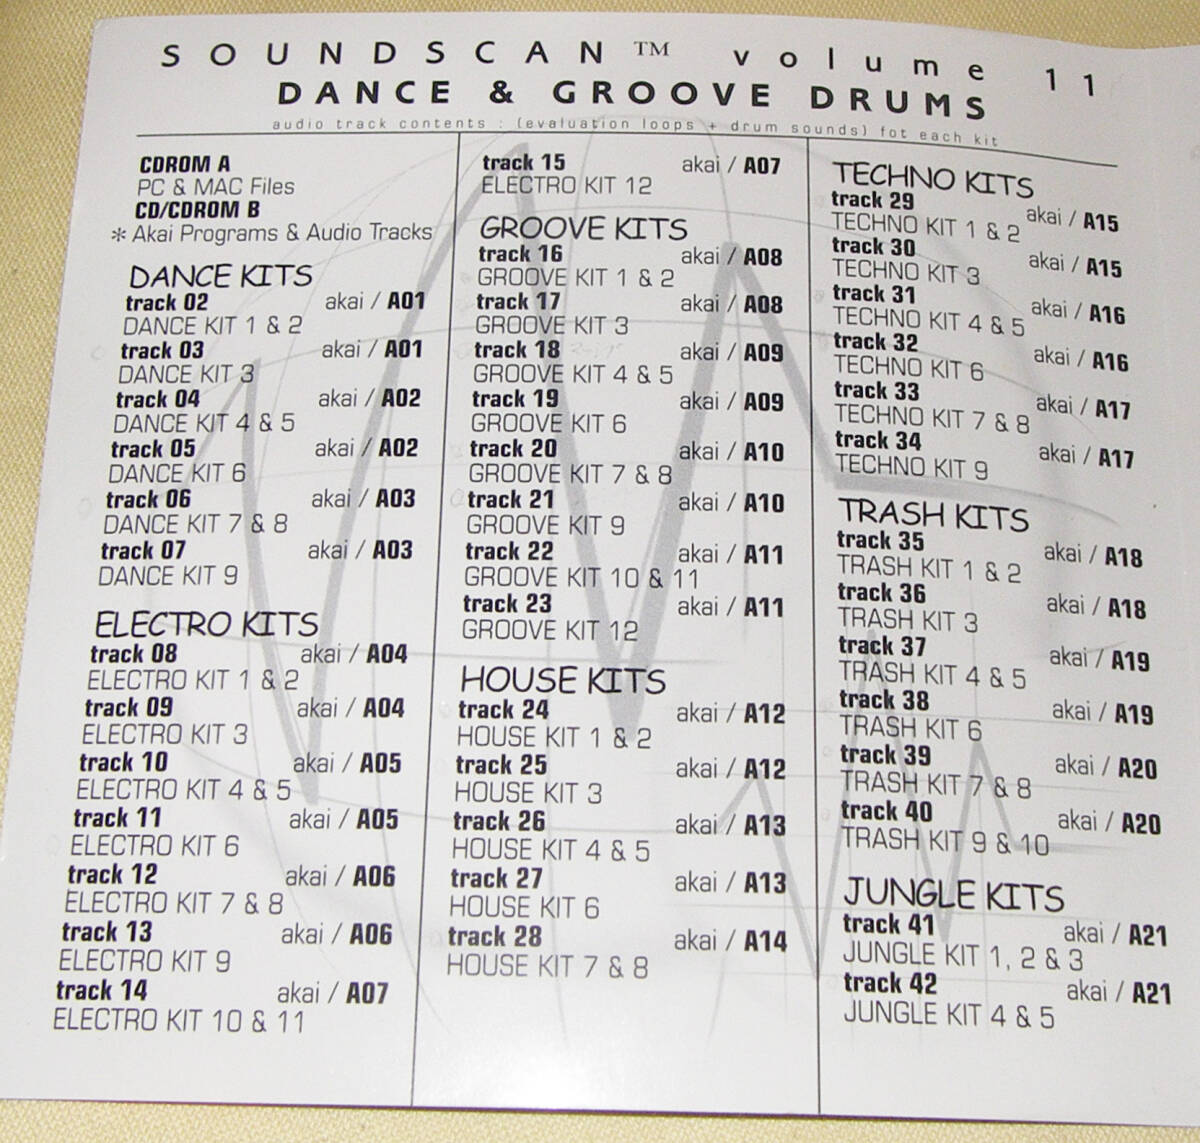 SOUNDSCAN™ volume 11
DANCE & GROOVE DRUMS
audio track contents : (evaluation loops + drum sounds) fot each kit
CDROM A
PC & MAC Files
CD/CDROM B
* Akai Programs & Audio Tracks
DANCE KITS
track 02 akai / A01
DANCE KIT 1 & 2
track 03 akai / A01
DANCE KIT 3
track 04 akai / A02
DANCE KIT 4 & 5
track 05 akai / A02
DANCE KIT 6
track 06 akai / A03
DANCE KIT 7 & 8
track 07 akai / A03
DANCE KIT 9
ELECTRO KITS
track 08 akai / A04
ELECTRO KIT 1 & 2
track 09 akai / A04
ELECTRO KIT 3
track 10 akai / A05
ELECTRO KIT 4 & 5
track 11 akai / A05
ELECTRO KIT 6
track 12 akai / A06
ELECTRO KIT 7 & 8
track 13 akai / A06
ELECTRO KIT 9
track 14 akai / A07
ELECTRO KIT 10 & 11
track 15 akai / A07
ELECTRO KIT 12
GROOVE KITS
track 16 akai / A08
GROOVE KIT 1 & 2
track 17 akai / A08
GROOVE KIT 3
track 18 akai / A09
GROOVE KIT 4 & 5
track 19 akai / A09
GROOVE KIT 6
track 20 akai / A10
GROOVE KIT 7 & 8
track 21 akai / A10
GROOVE KIT 9
track 22 akai / A11
GROOVE KIT 10 & 11
track 23 akai / A11
GROOVE KIT 12
HOUSE KITS
track 24 akai / A12
HOUSE KIT 1 & 2
track 25 akai / A12
HOUSE KIT 3
track 26 akai / A13
HOUSE KIT 4 & 5
track 27 akai / A13
HOUSE KIT 6
track 28 akai / A14
HOUSE KIT 7 & 8
TECHNO KITS
track 29 akai / A15
TECHNO KIT 1 & 2
track 30 akai / A15
TECHNO KIT 3
track 31 akai / A16
TECHNO KIT 4 & 5
track 32 akai / A16
TECHNO KIT 6
track 33 akai / A17
TECHNO KIT 7 & 8
track 34 akai / A17
TECHNO KIT 9
TRASH KITS
track 35 akai / A18
TRASH KIT 1 & 2
track 36 akai / A18
TRASH KIT 3
track 37 akai / A19
TRASH KIT 4 & 5
track 38 akai / A19
TRASH KIT 6
track 39 akai / A20
TRASH KIT 7 & 8
track 40 akai / A20
TRASH KIT 9 & 10
JUNGLE KITS
track 41 akai / A21
JUNGLE KIT 1, 2 & 3
track 42 akai / A21
JUNGLE KIT 4 & 5